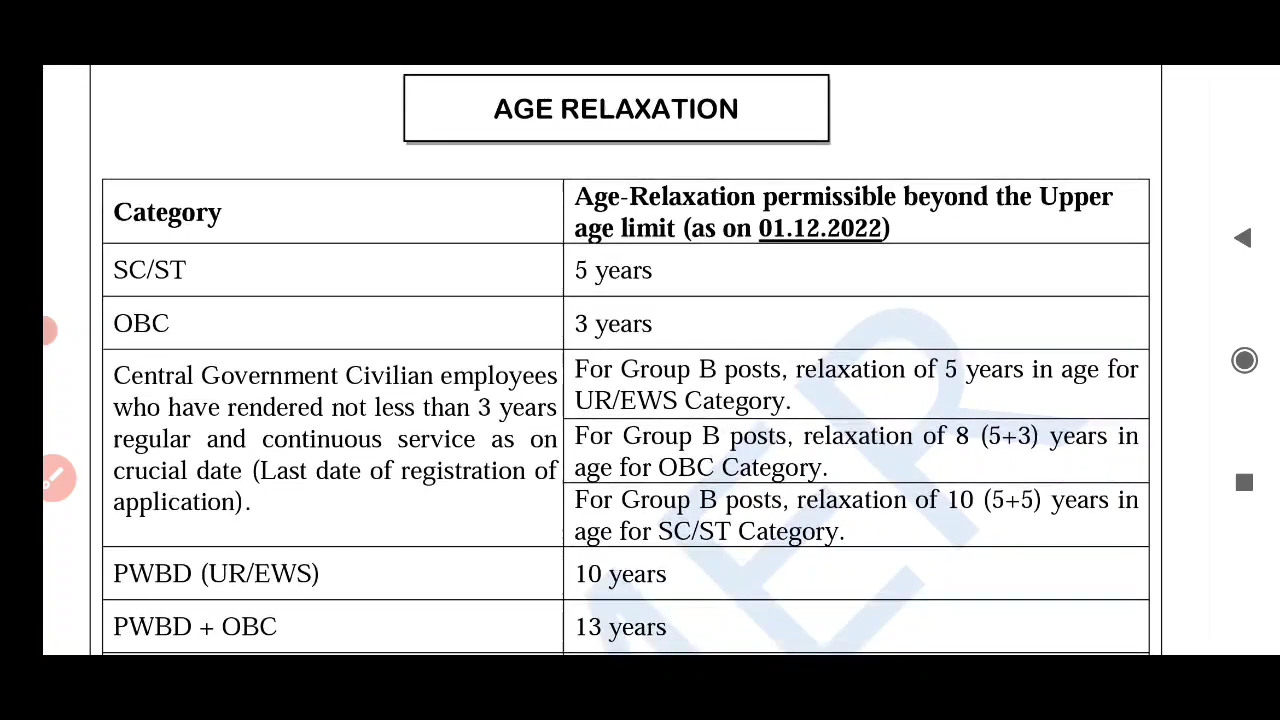 AGE RELAXATION
Category
Age-Relaxation permissible beyond the Upper
age limit (as on 01.12.2022)
SC/ST
5 years
OBC
3 years
Central Government Civilian employees
who have rendered not less than 3 years
regular and continuous service as on
crucial date (Last date of registration of
application).
For Group B posts, relaxation of 5 years in age for
UR/EWS Category.
For Group B posts, relaxation of 8 (5+3) years in
age for OBC Category.
For Group B posts, relaxation of 10 (5+5) years in
age for SC/ST Category.
PWBD (UR/EWS)
10 years
PWBD + OBC
13 years